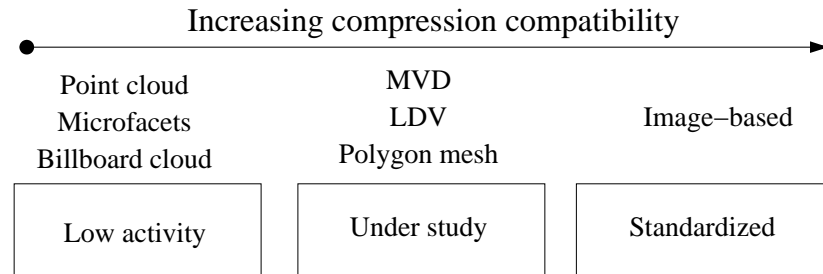 Increasing compression compatibility
Point cloud
Microfacets
Billboard cloud
MVD
LDV
Polygon mesh
Image−based
Low activity
Under study
Standardized